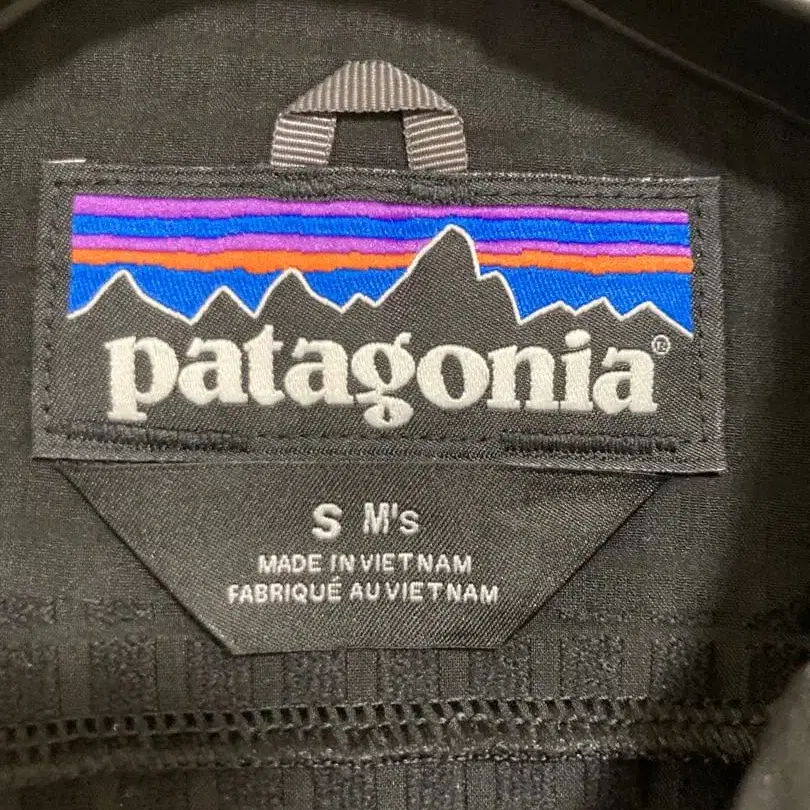 patagonia®
S M's
MADE IN VIETNAM
FABRIQUÉ AU VIETNAM